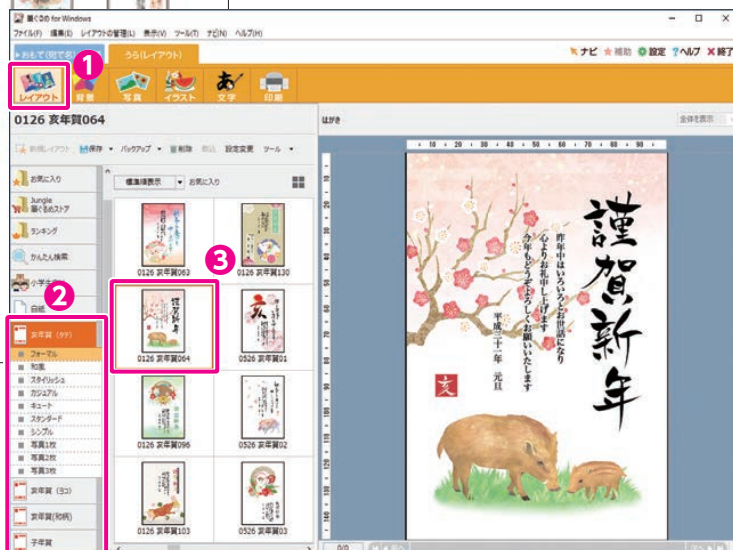 筆ぐるめ for Windows
ファイル(F) 編集(E) レイアウトの管理(L) 表示(V) ツール(T) ナビ(N) ヘルプ(H)
おもて(宛て名)
うら(レイアウト)
ナビ 補助 設定 ヘルプ 終了
1
レイアウト 背景 写真 イラスト 文字 印刷
0126 亥年賀064
はがき
全体を表示
新規レイアウト 保存 バックアップ 削除 取込 設定変更 ツール
お気に入り
標準順表示 お気に入り
Jungle
筆ぐるめストア
ランキング
かんたん検索
小学生
白紙
2
亥年賀 (タテ)
フォーマル
和風
スタイリッシュ
カジュアル
キュート
スタンダード
シンプル
写真1枚
写真2枚
写真3枚
亥年賀 (ヨコ)
亥年賀(和柄)
子年賀
0126 亥年賀063
0126 亥年賀130
3
謹賀新年
0126 亥年賀064
亥
0526 亥年賀01
0126 亥年賀096
0526 亥年賀02
0126 亥年賀103
0526 亥年賀03
10 20 30 40 50 60 70 80 90
謹賀新年
昨年中はいろいろとお世話になり
心よりお礼申し上げます
今年もどうぞよろしくお願いいたします
平成三十一年 元旦
亥
0/0